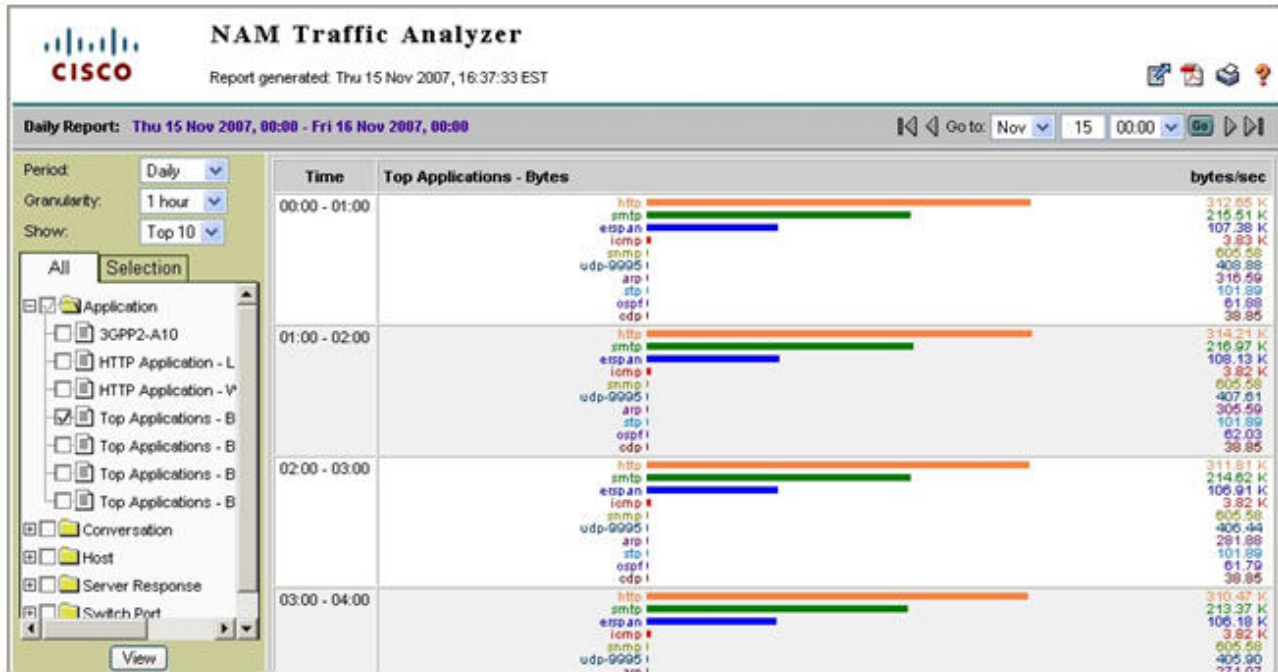 CISCO
NAM Traffic Analyzer
Report generated: Thu 15 Nov 2007, 16:37:33 EST
Daily Report: Thu 15 Nov 2007, 00:00 - Fri 16 Nov 2007, 00:00
Go to: Nov 15 00:00 Go
Period: Daily
Granularity: 1 hour
Show: Top 10
All Selection
Application
3GPP2-A10
HTTP Application - L
HTTP Application - W
Top Applications - B
Top Applications - B
Top Applications - B
Top Applications - B
Conversation
Host
Server Response
Switch Port
View
Time Top Applications - Bytes bytes/sec
00:00 - 01:00
http 312.65 K
smtp 215.51 K
erspan 107.38 K
icmp 3.83 K
snmp 605.58
udp-9995 408.88
arp 316.59
stp 101.89
ospf 61.88
cdp 38.85
01:00 - 02:00
http 314.21 K
smtp 216.97 K
erspan 108.13 K
icmp 3.82 K
snmp 605.58
udp-9995 407.61
arp 305.59
stp 101.89
ospf 62.03
cdp 38.85
02:00 - 03:00
http 311.81 K
smtp 214.62 K
erspan 106.91 K
icmp 3.82 K
snmp 605.58
udp-9995 406.44
arp 281.88
stp 101.89
ospf 61.79
cdp 38.85
03:00 - 04:00
http 310.47 K
smtp 213.37 K
erspan 106.18 K
icmp 3.82 K
snmp 605.58
udp-9995 405.90